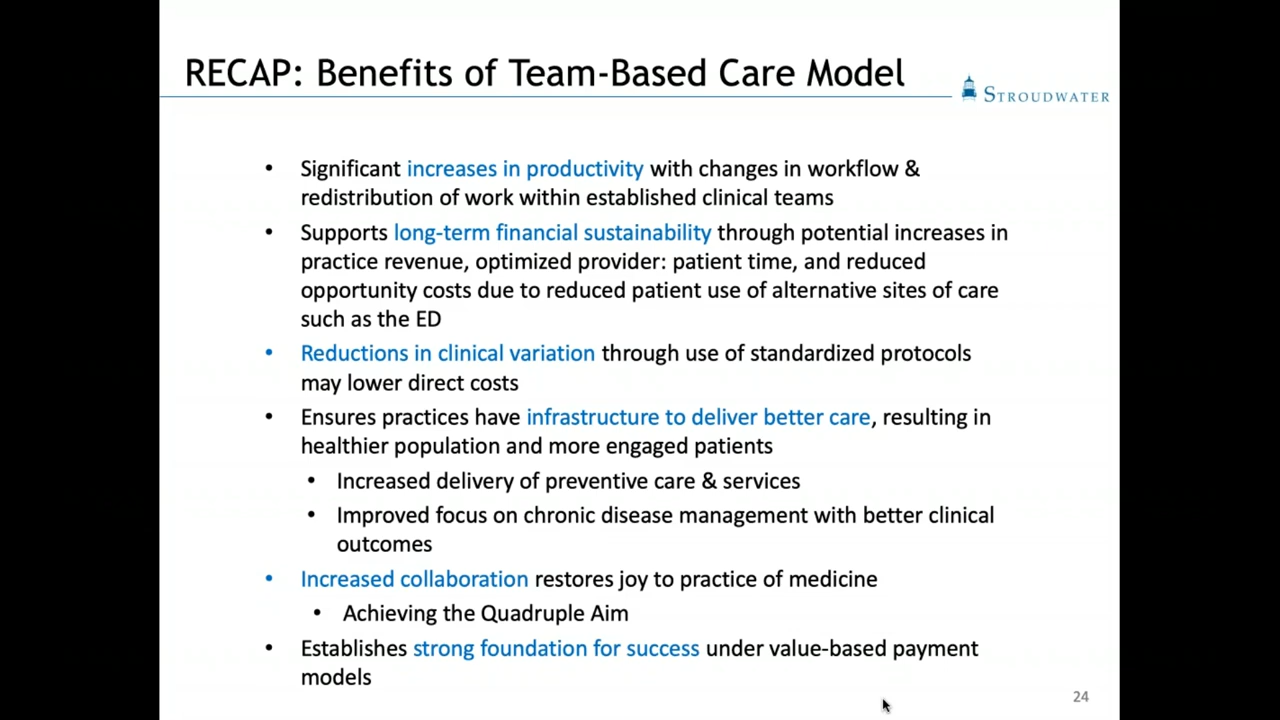 RECAP: Benefits of Team-Based Care Model
STROUDWATER
• Significant increases in productivity with changes in workflow &
redistribution of work within established clinical teams
• Supports long-term financial sustainability through potential increases in
practice revenue, optimized provider: patient time, and reduced
opportunity costs due to reduced patient use of alternative sites of care
such as the ED
• Reductions in clinical variation through use of standardized protocols
may lower direct costs
• Ensures practices have infrastructure to deliver better care, resulting in
healthier population and more engaged patients
• Increased delivery of preventive care & services
• Improved focus on chronic disease management with better clinical
outcomes
• Increased collaboration restores joy to practice of medicine
• Achieving the Quadruple Aim
• Establishes strong foundation for success under value-based payment
models
24